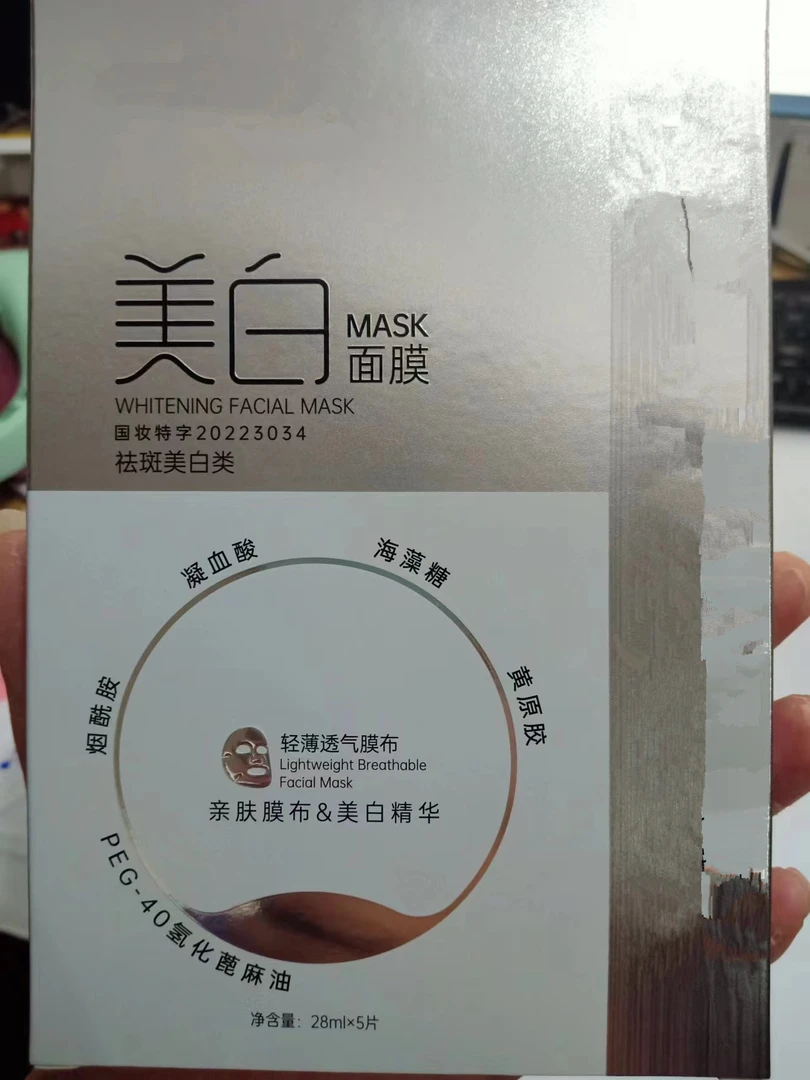 美白
MASK
面膜
WHITENING FACIAL MASK
国妆特字20223034
祛斑美白类
凝血酸
海藻糖
烟酰胺
黄原胶
轻薄透气膜布
Lightweight Breathable
Facial Mask
亲肤膜布&美白精华
PEG-40氢化蓖麻油
净含量：28ml×5片